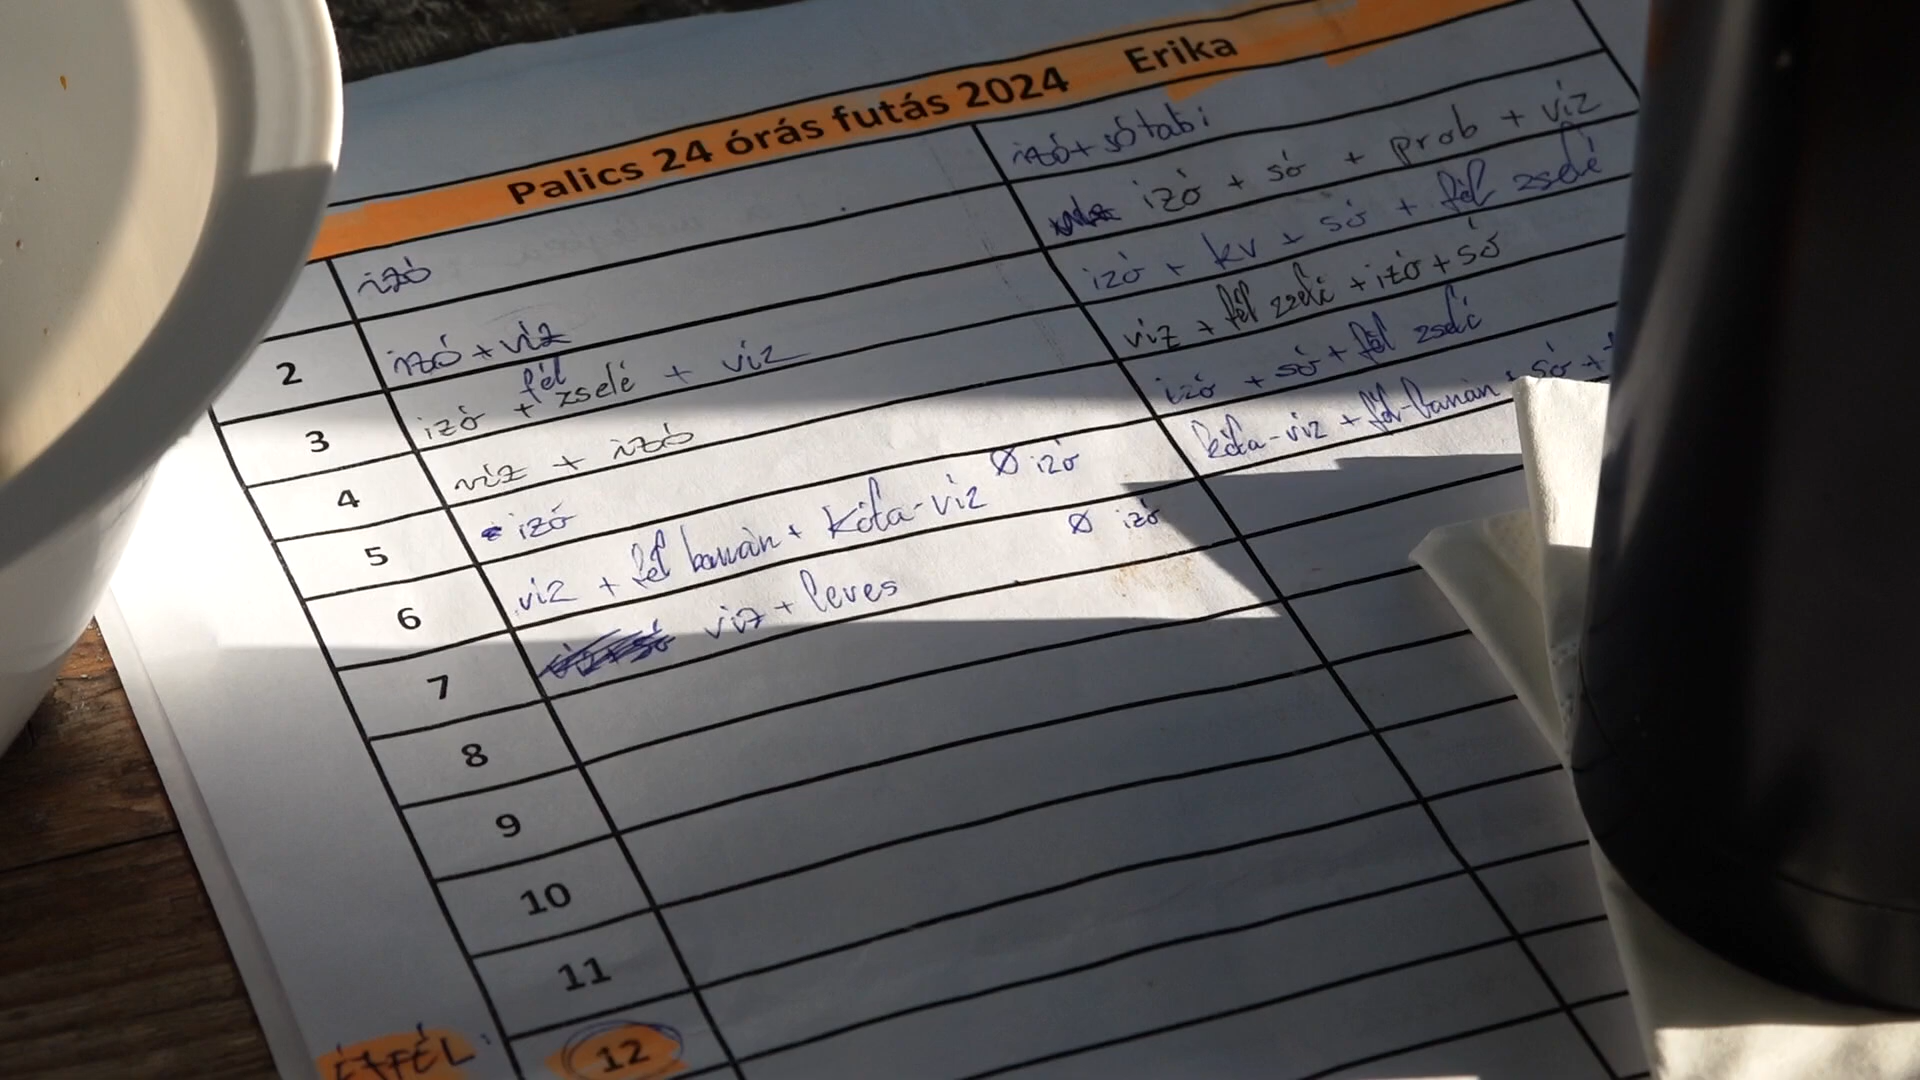 Palics 24 órás futás 2024 Erika
izó izó + sótabi
2 izó + víz izó + só + prob + víz
3 izó + fél zselé + víz izó + kv + só + fél zselé
4 víz + izó víz + fél zselé + izó + só
5 izó izó + só + fél zselé
6 víz + fél banán + kóla-víz Ø izó kóla-víz + fél-banán + só +
7 víz + leves Ø izó
8
9
10
11
ÉJFÉL 12